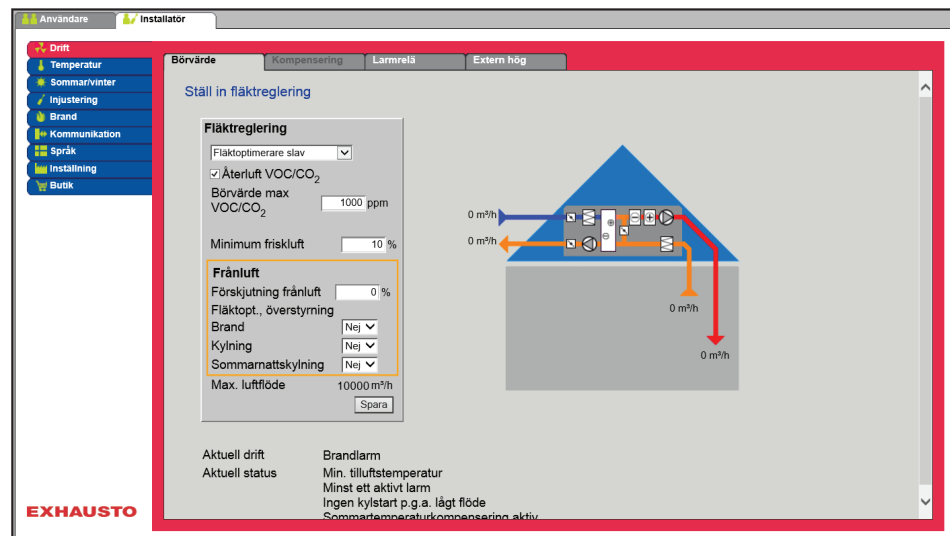 Användare Installatör
Drift
Temperatur
Sommar/vinter
Injustering
Brand
Kommunikation
Språk
Inställning
Butik
EXHAUSTO
Börvärde Kompensering Larmrelä Extern hög
Ställ in fläktreglering
Fläktreglering
Fläktoptimerare slav
Återluft VOC/CO2
Börvärde max
VOC/CO2 1000 ppm
Minimum friskluft 10 %
Frånluft
Förskjutning frånluft 0 %
Fläktopt., överstyrning
Brand Nej
Kylning Nej
Sommarnattskylning Nej
Max. luftflöde 10000 m³/h
Spara
0 m³/h
0 m³/h
0 m³/h
0 m³/h
Aktuell drift Brandlarm
Aktuell status Min. tilluftstemperatur
Minst ett aktivt larm
Ingen kylstart p.g.a. lågt flöde
Sommartemperaturkompensering aktiv